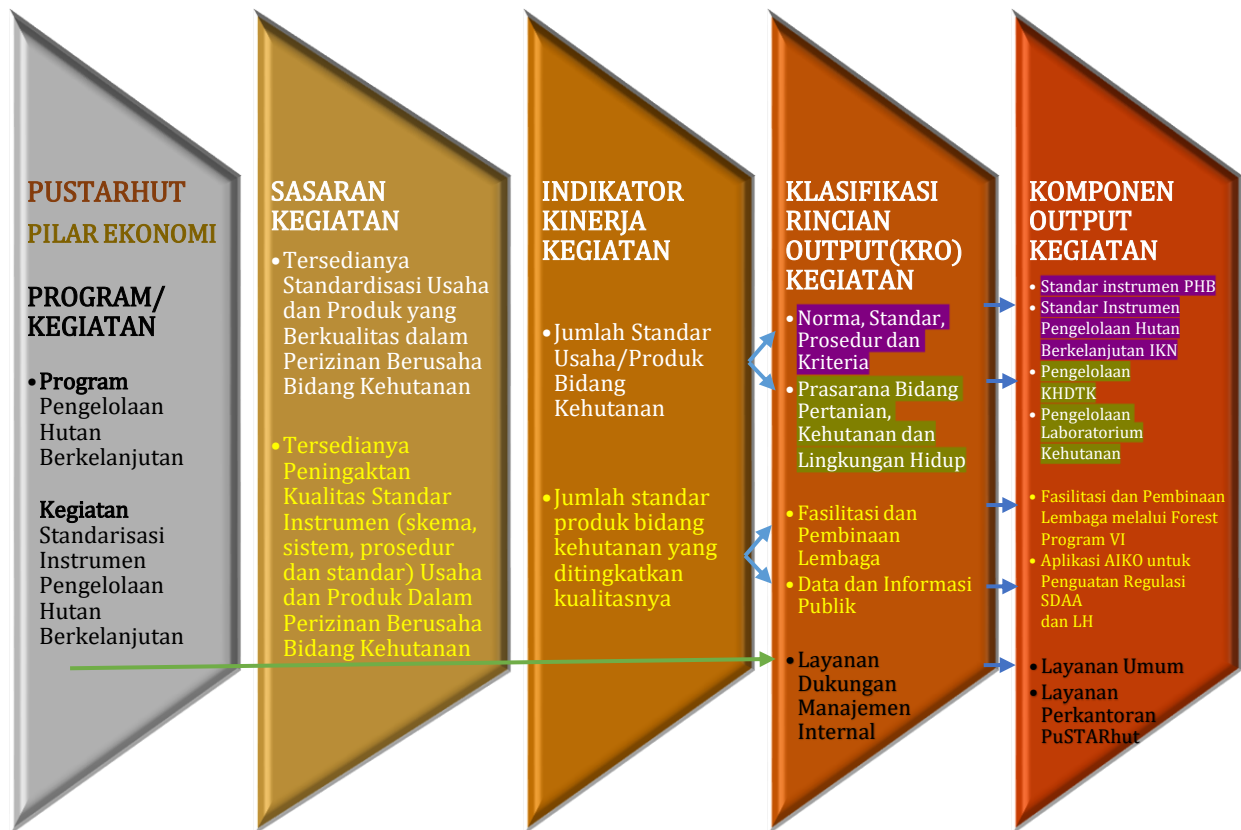 PUSTARHUT
PILAR EKONOMI
PROGRAM/
KEGIATAN
•Program
Pengelolaan
Hutan
Berkelanjutan
Kegiatan
Standarisasi
Instrumen
Pengelolaan
Hutan
Berkelanjutan
SASARAN
KEGIATAN
•Tersedianya
Standardisasi Usaha
dan Produk yang
Berkualitas dalam
Perizinan Berusaha
Bidang Kehutanan
•Tersedianya
Peningaktan
Kualitas Standar
Instrumen (skema,
sistem, prosedur
dan standar) Usaha
dan Produk Dalam
Perizinan Berusaha
Bidang Kehutanan
INDIKATOR
KINERJA
KEGIATAN
•Jumlah Standar
Usaha/Produk
Bidang
Kehutanan
•Jumlah standar
produk bidang
kehutanan yang
ditingkatkan
kualitasnya
KLASIFIKASI
RINCIAN
OUTPUT(KRO)
KEGIATAN
•Norma, Standar,
Prosedur dan
Kriteria
•Prasarana Bidang
Pertanian,
Kehutanan dan
Lingkungan Hidup
•Fasilitasi dan
Pembinaan
Lembaga
•Data dan Informasi
Publik
•Layanan
Dukungan
Manajemen
Internal
KOMPONEN
OUTPUT
KEGIATAN
• Standar instrumen PHB
• Standar Instrumen
Pengelolaan Hutan
Berkelanjutan IKN
• Pengelolaan
KHDTK
• Pengelolaan
Laboratorium
Kehutanan
• Fasilitasi dan Pembinaan
Lembaga melalui Forest
Program VI
• Aplikasi AIKO untuk
Penguatan Regulasi
SDAA
dan LH
•Layanan Umum
•Layanan
Perkantoran
PuSTARhut